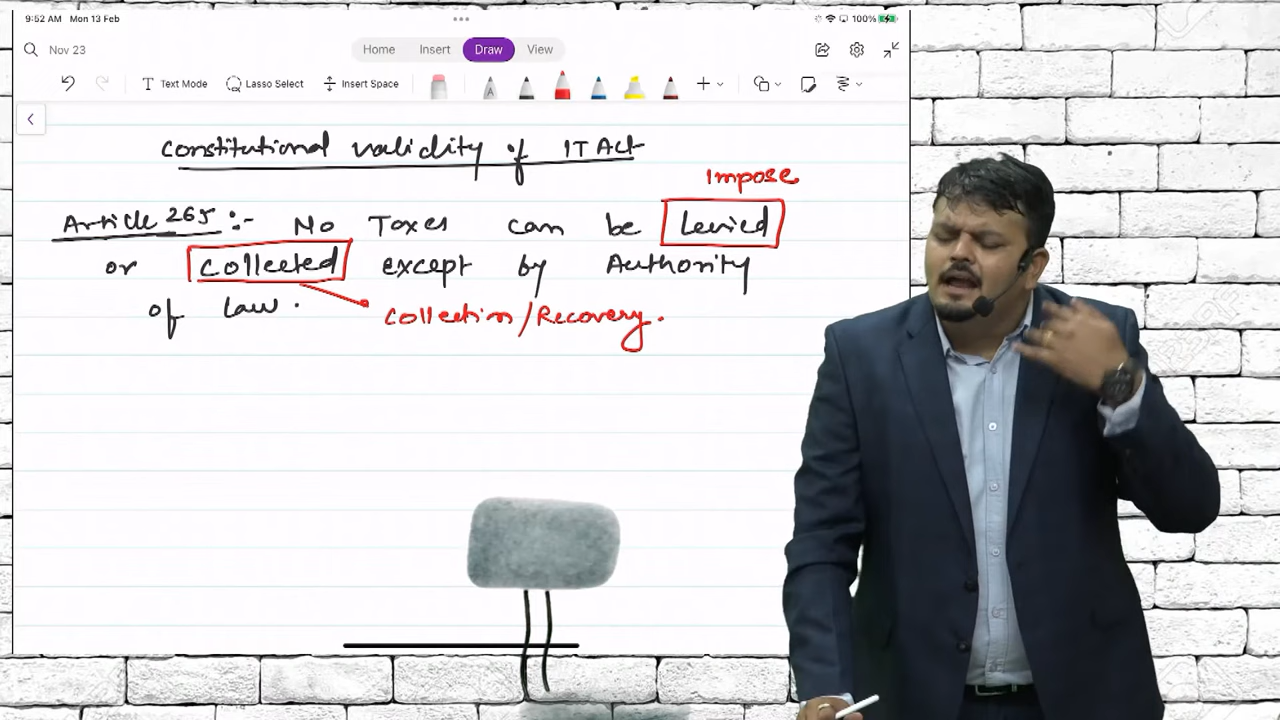 9:52 AM Mon 13 Feb
100%
Nov 23
Home Insert Draw View
Text Mode Lasso Select Insert Space
Constitutional validity of IT Act
Impose
Article 265 :- No Taxes can be levied
or collected except by Authority
of law.
Collection/Recovery.